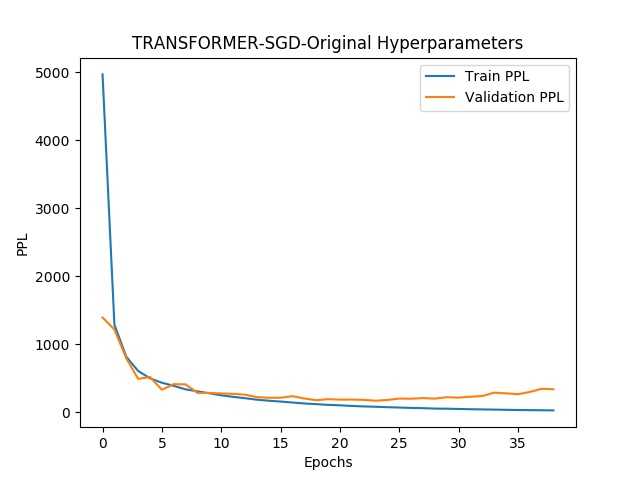 TRANSFORMER-SGD-Original Hyperparameters
Train PPL
Validation PPL
PPL
5000
4000
3000
2000
1000
0
0 5 10 15 20 25 30 35
Epochs